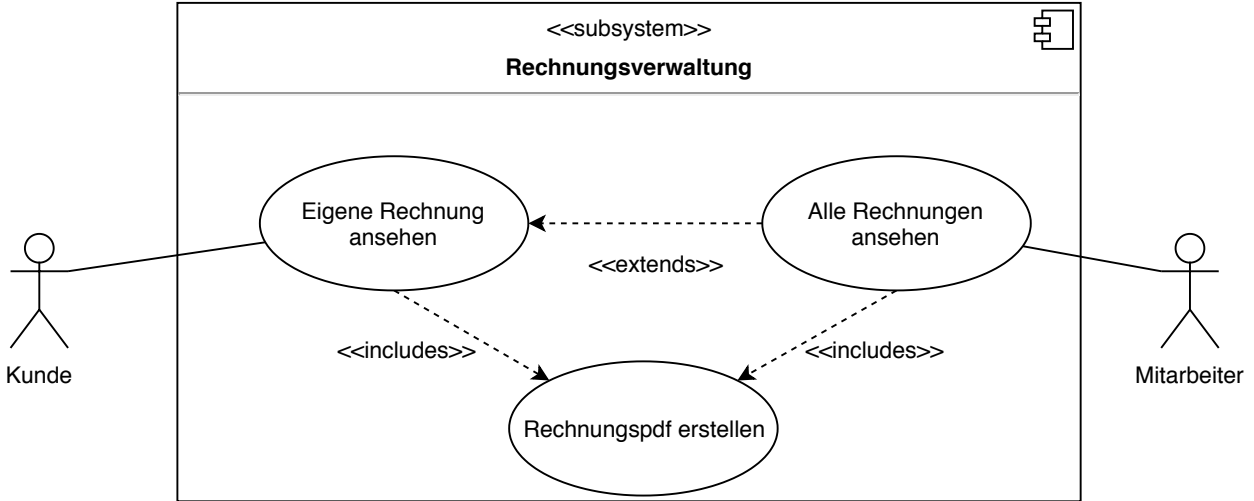 <<subsystem>>
Rechnungsverwaltung
Eigene Rechnung
ansehen
Alle Rechnungen
ansehen
<<extends>>
<<includes>>
<<includes>>
Kunde
Mitarbeiter
Rechnungspdf erstellen